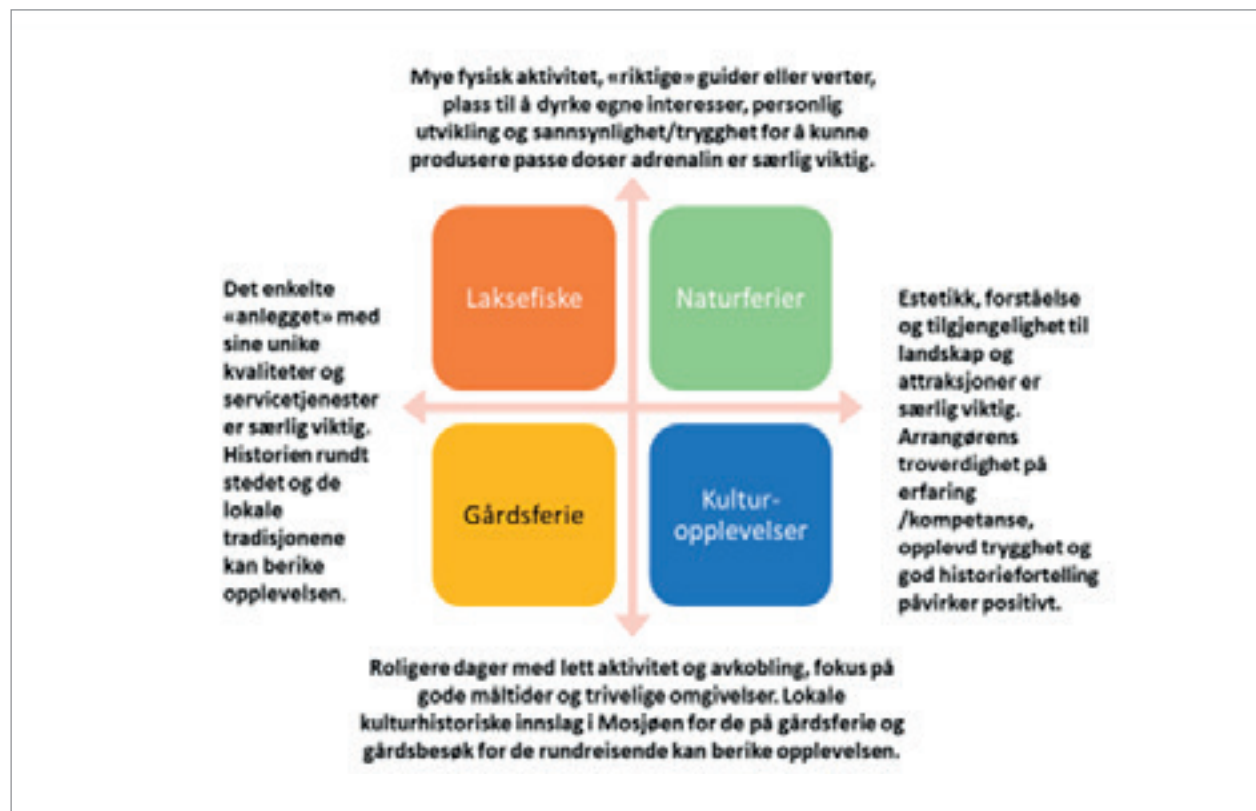 Mye fysisk aktivitet, «riktige» guider eller verter,
plass til å dyrke egne interesser, personlig
utvikling og sannsynlighet/trygghet for å kunne
produsere passe doser adrenalin er særlig viktig.
Det enkelte
«anlegget» med
sine unike
kvaliteter og
servicetjenester
er særlig viktig.
Historien rundt
stedet og de
lokale
tradisjonene
kan berike
opplevelsen.
Laksefiske
Naturferier
Gårdsferie
Kultur-
opplevelser
Estetikk, forståelse
og tilgjengelighet til
landskap og
attraksjoner er
særlig viktig.
Arrangørens
troverdighet på
erfaring
/kompetanse,
opplevd trygghet og
god historiefortelling
påvirker positivt.
Roligere dager med lett aktivitet og avkobling, fokus på
gode måltider og trivelige omgivelser. Lokale
kulturhistoriske innslag i Mosjøen for de på gårdsferie og
gårdsbesøk for de rundreisende kan berike opplevelsen.